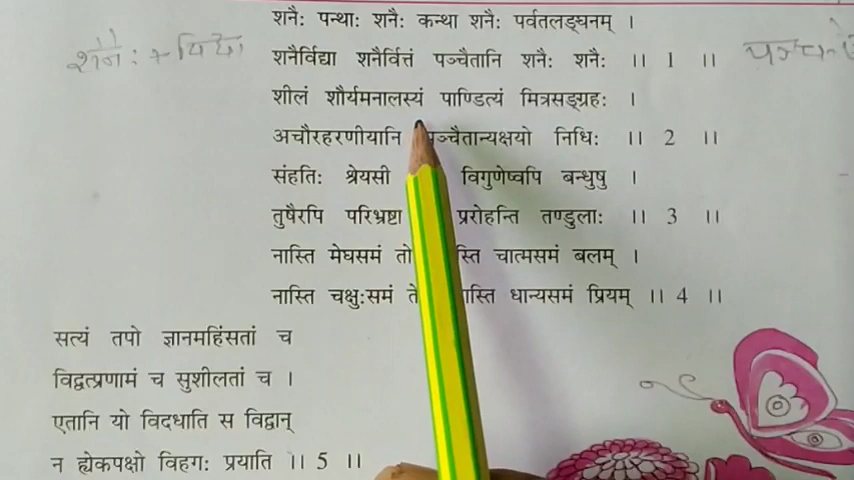 शनैः पन्थाः शनैः कन्था शनैः पर्वतलङ्घनम् ।
शनैर्विद्या शनैर्वित्तं पञ्चैतानि शनैः शनैः ।। 1 ।।
शीलं शौर्यमनालस्यं पाण्डित्यं मित्रसङ्ग्रहः ।
अचौरहरणीयानि पञ्चैतान्यक्षयो निधिः ।। 2 ।।
संहतिः श्रेयसी विगुणेष्वपि बन्धुषु ।
तुषैरपि परिभ्रष्टा प्ररोहन्ति तण्डुलाः ।। 3 ।।
नास्ति मेघसमं चात्मसमं बलम् ।
नास्ति चक्षुःसमं धान्यसमं प्रियम् ।। 4 ।।
सत्यं तपो ज्ञानमहिंसतां च
विद्वत्प्रणामं च सुशीलतां च ।
एतानि यो विदधाति स विद्वान्
न ह्येकपक्षो विहगः प्रयाति ।। 5 ।।